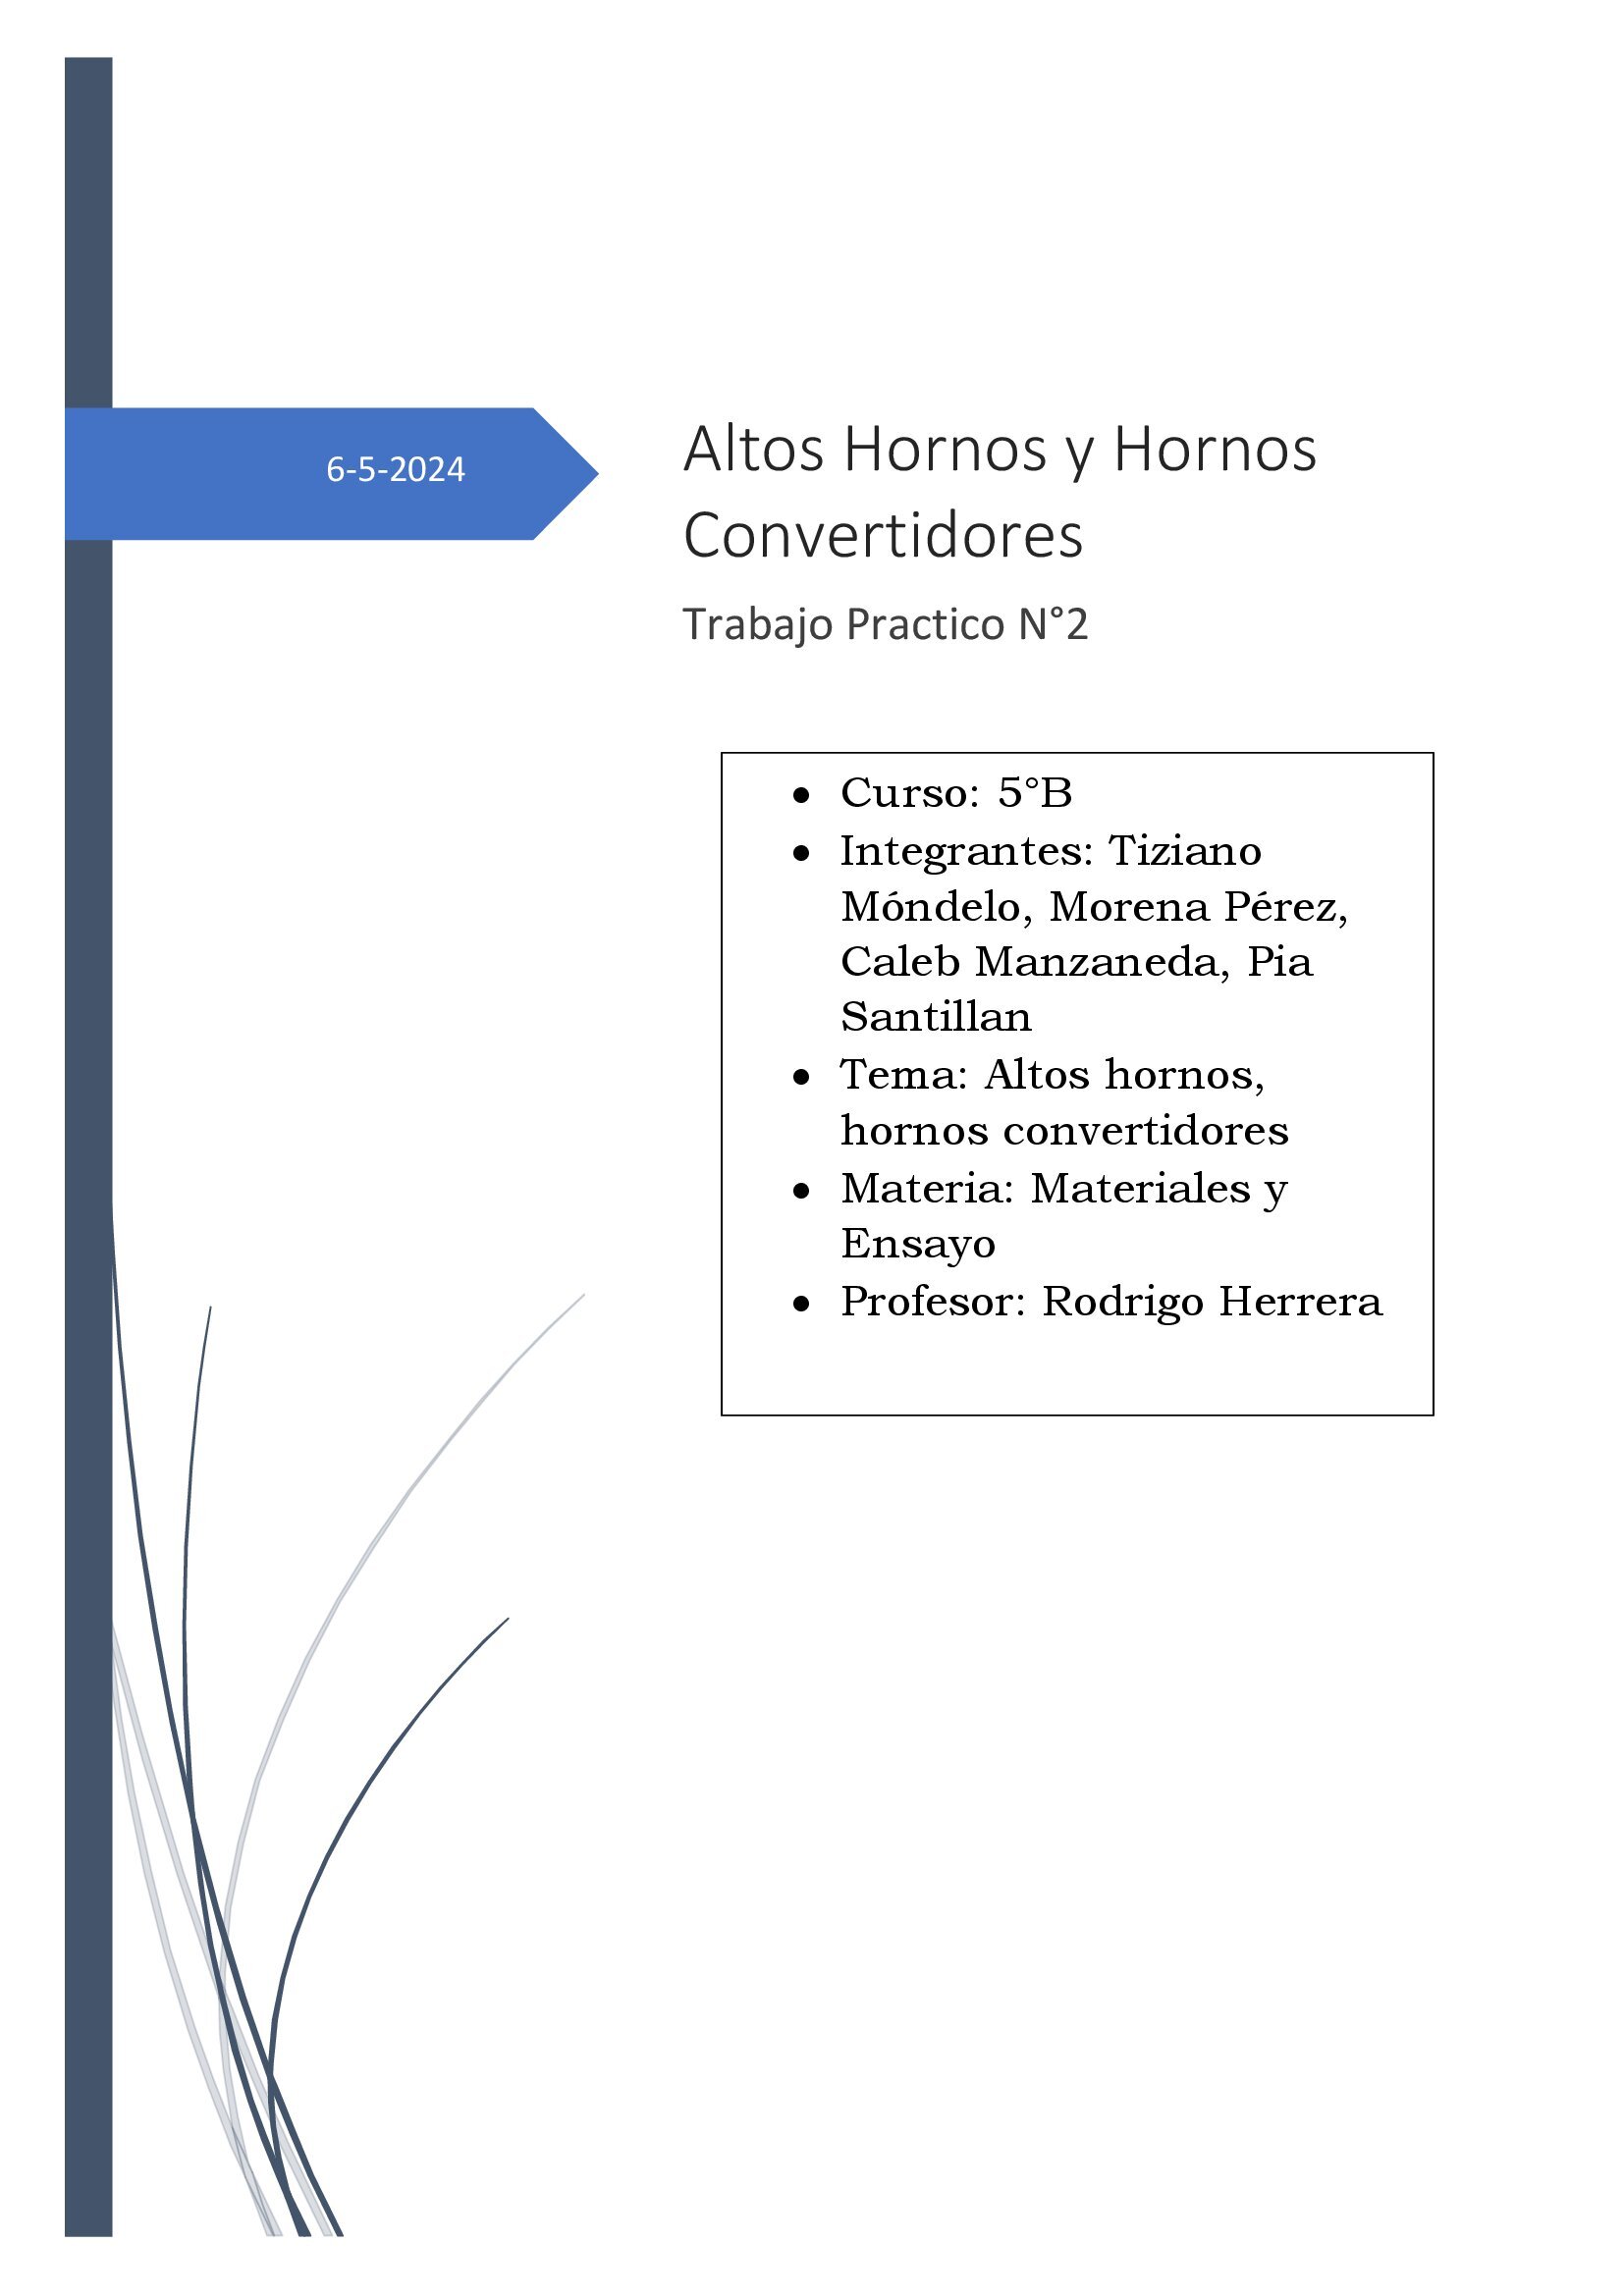 6-5-2024
Altos Hornos y Hornos
Convertidores
Trabajo Practico N°2
• Curso: 5°B
• Integrantes: Tiziano
Móndelo, Morena Pérez,
Caleb Manzaneda, Pia
Santillan
• Tema: Altos hornos,
hornos convertidores
• Materia: Materiales y
Ensayo
• Profesor: Rodrigo Herrera